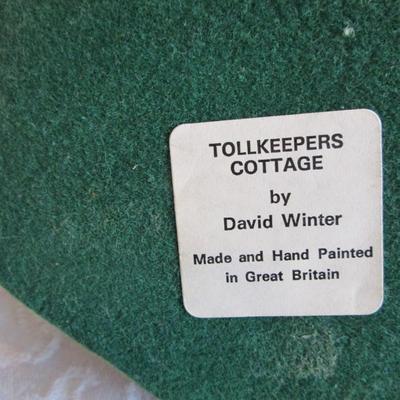 TOLLKEEPERS
COTTAGE
by
David Winter
Made and Hand Painted
in Great Britain